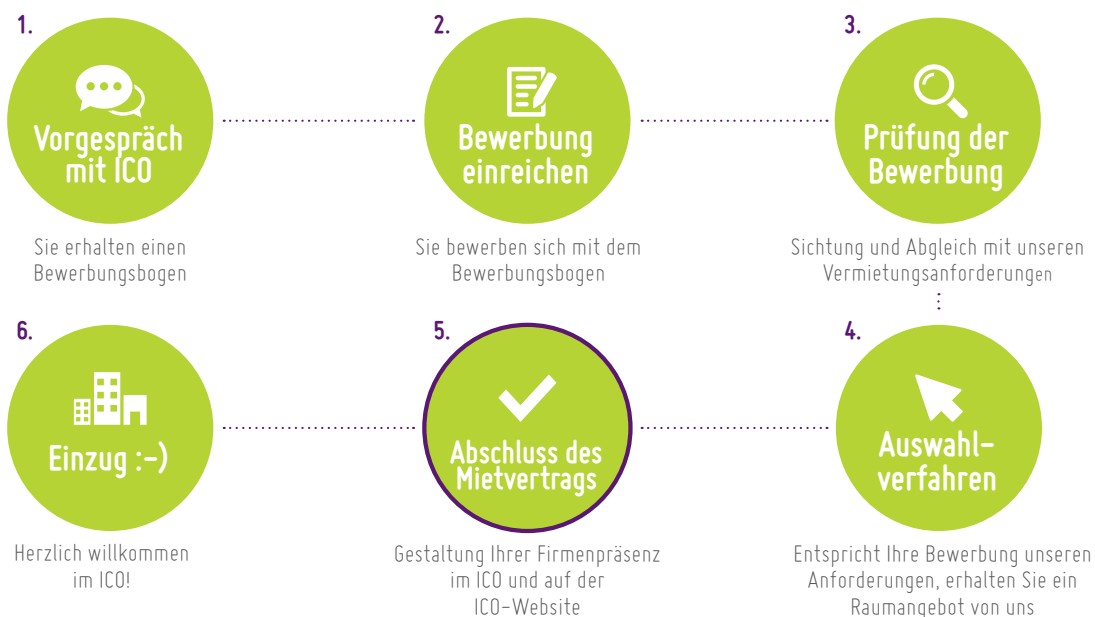 1.
Vorgespräch
mit ICO
Sie erhalten einen
Bewerbungsbogen
2.
Bewerbung
einreichen
Sie bewerben sich mit dem
Bewerbungsbogen
3.
Prüfung der
Bewerbung
Sichtung und Abgleich mit unseren
Vermietungsanforderungen
4.
Auswahl-
verfahren
Entspricht Ihre Bewerbung unseren
Anforderungen, erhalten Sie ein
Raumangebot von uns
5.
Abschluss des
Mietvertrags
Gestaltung Ihrer Firmenpräsenz
im ICO und auf der
ICO-Website
6.
Einzug :-)
Herzlich willkommen
im ICO!